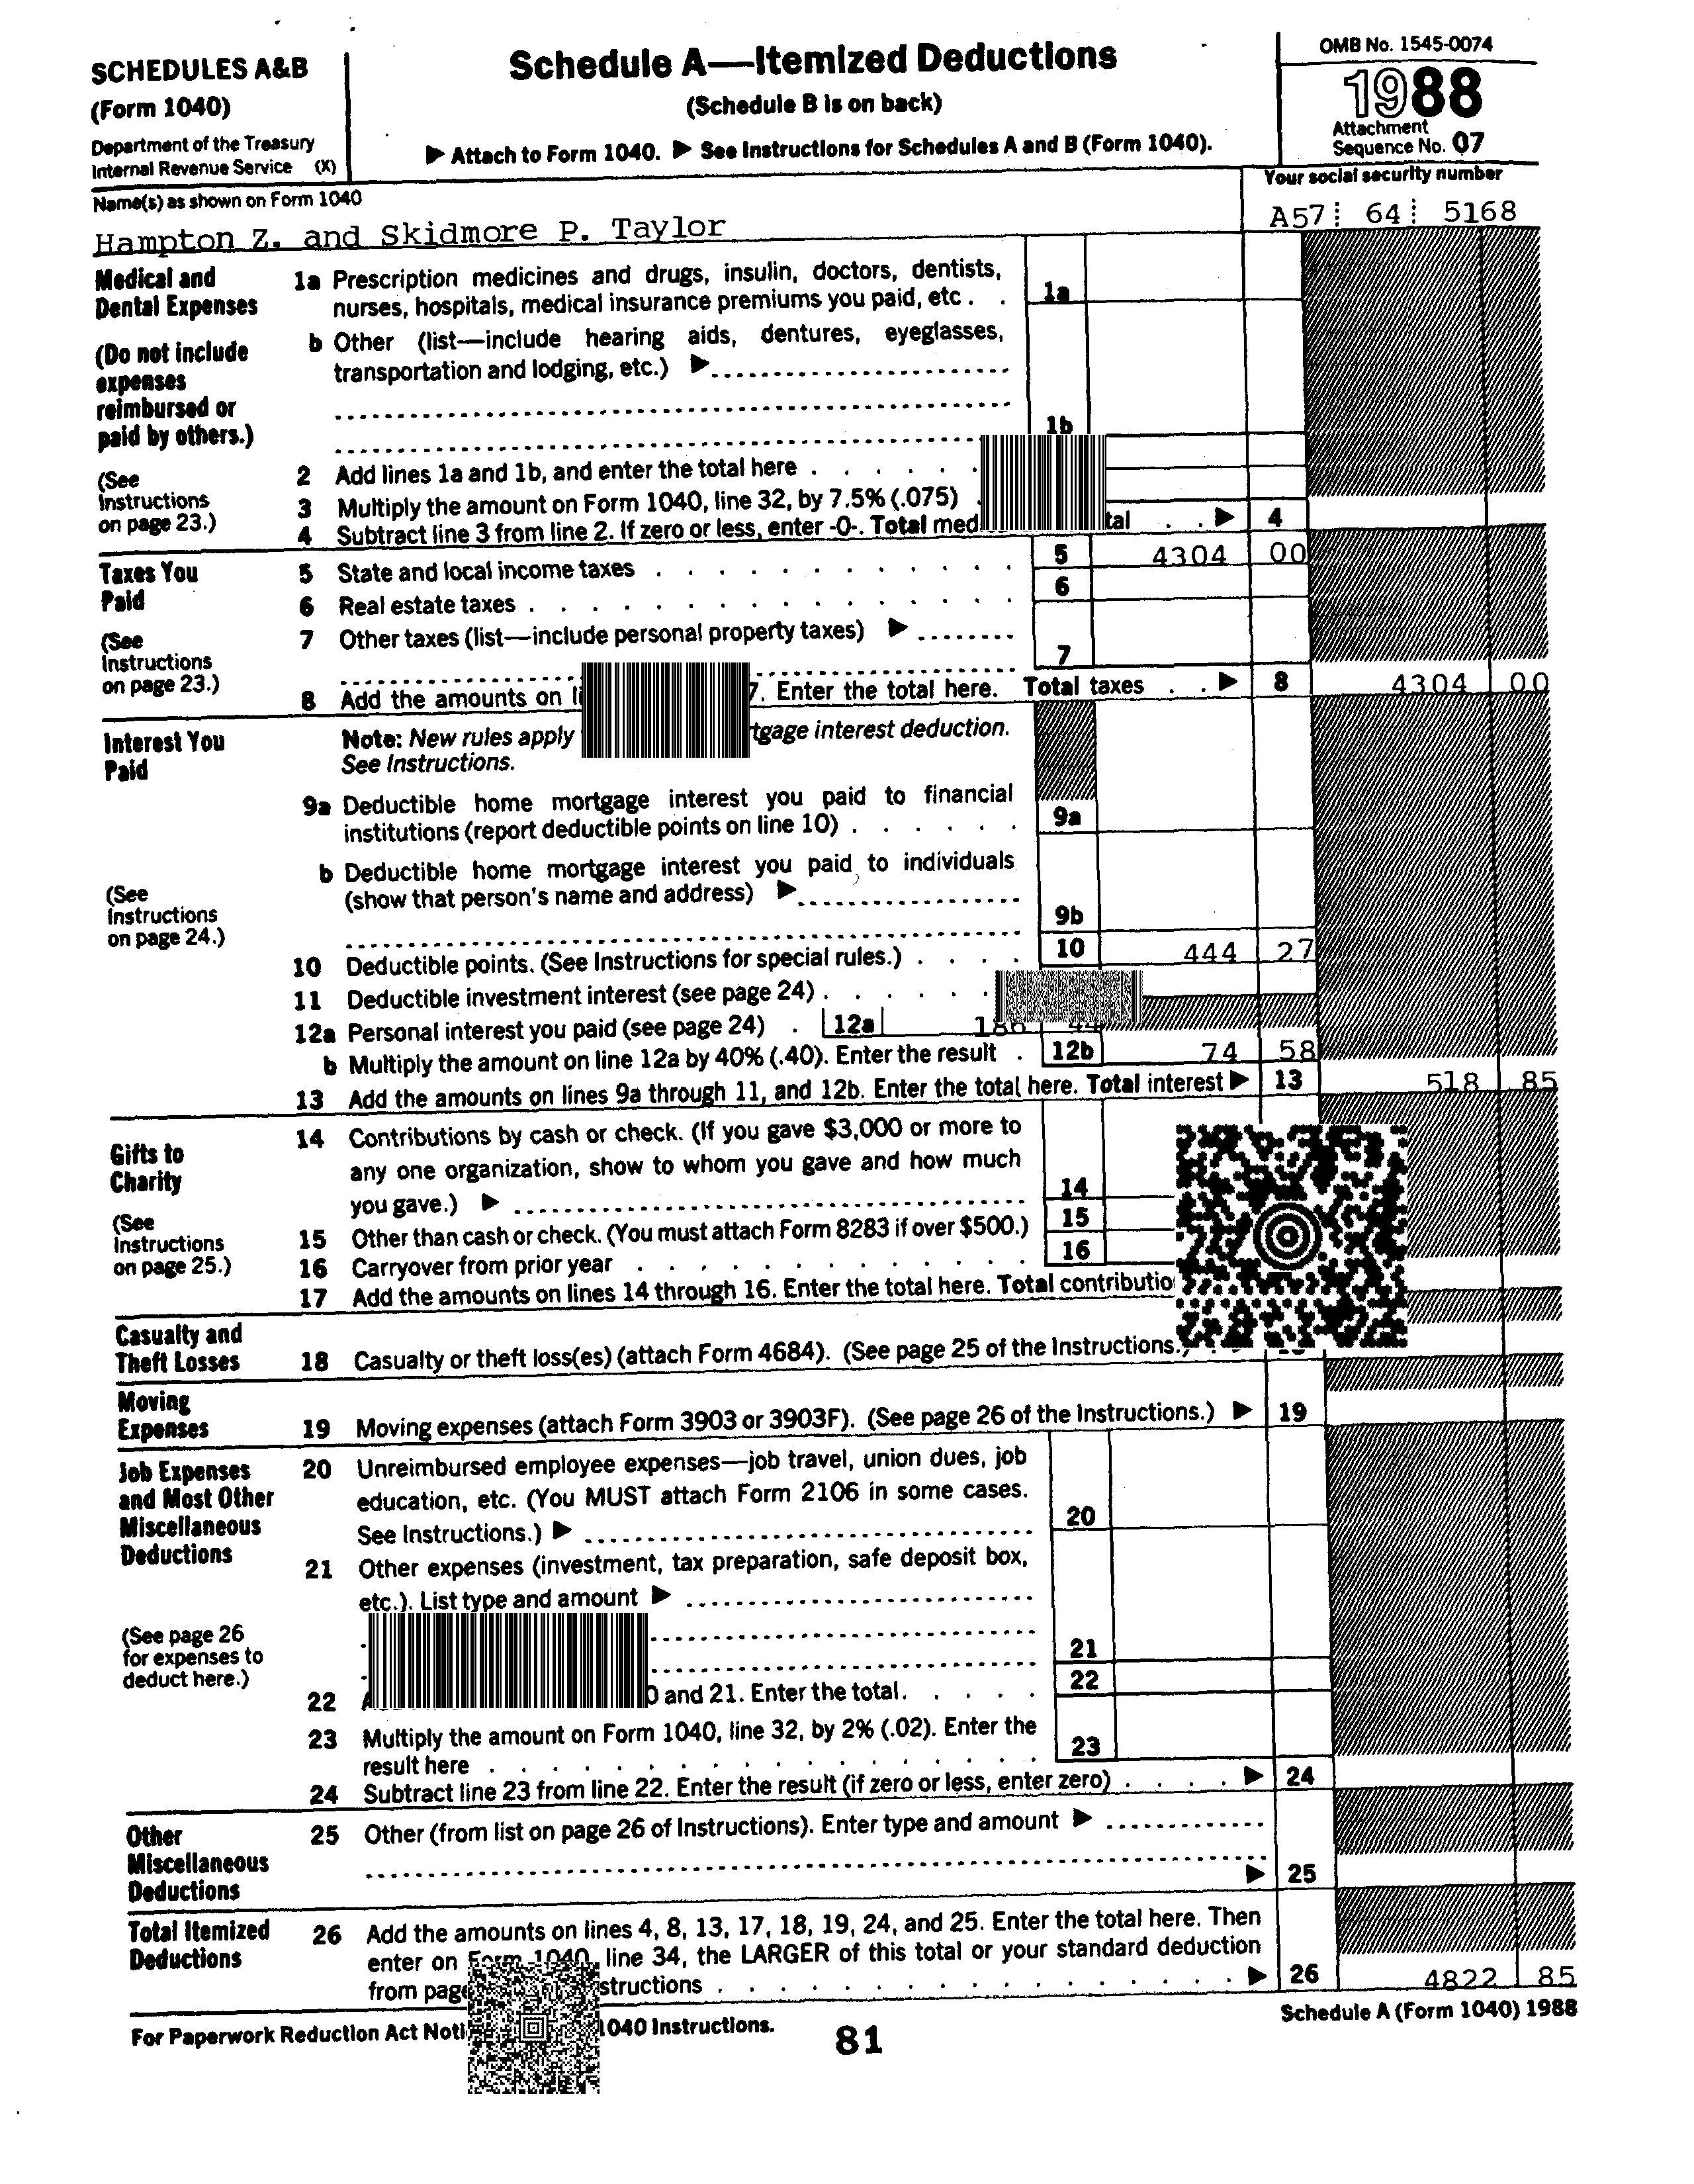 SCHEDULES A&B
(Form 1040)
Department of the Treasury
Internal Revenue Service (X)
Schedule A—Itemized Deductions
(Schedule B is on back)
▶ Attach to Form 1040. ▶ See Instructions for Schedules A and B (Form 1040).
OMB No. 1545-0074
1988
Attachment
Sequence No. 07
Name(s) as shown on Form 1040
Your social security number
Hampton Z. and Skidmore P. Taylor
A57 64 5168
Medical and
Dental Expenses
(Do not include
expenses
reimbursed or
paid by others.)
(See
Instructions
on page 23.)
1a Prescription medicines and drugs, insulin, doctors, dentists,
nurses, hospitals, medical insurance premiums you paid, etc . . 1a
b Other (list—include hearing aids, dentures, eyeglasses,
transportation and lodging, etc.) ▶
1b
2 Add lines 1a and 1b, and enter the total here . . . . . .
3 Multiply the amount on Form 1040, line 32, by 7.5% (.075) .
4 Subtract line 3 from line 2. If zero or less, enter -0-. Total med tal . . ▶ 4
Taxes You
Paid
(See
Instructions
on page 23.)
5 State and local income taxes . . . . . . . . . . . . 5 4304 00
6 Real estate taxes . . . . . . . . . . . . . . . . 6
7 Other taxes (list—include personal property taxes) ▶
7
8 Add the amounts on li 7. Enter the total here. Total taxes . . ▶ 8 4304 00
Interest You
Paid
(See
Instructions
on page 24.)
Note: New rules apply tgage interest deduction.
See Instructions.
9a Deductible home mortgage interest you paid to financial
institutions (report deductible points on line 10) . . . . . . 9a
b Deductible home mortgage interest you paid to individuals
(show that person's name and address) ▶
9b
10 Deductible points. (See Instructions for special rules.) . . . . 10 444 27
11 Deductible investment interest (see page 24) . . . . . .
12a Personal interest you paid (see page 24) . 12a 186 44
b Multiply the amount on line 12a by 40% (.40). Enter the result . 12b 74 58
13 Add the amounts on lines 9a through 11, and 12b. Enter the total here. Total interest ▶ 13 518 85
Gifts to
Charity
(See
Instructions
on page 25.)
14 Contributions by cash or check. (If you gave $3,000 or more to
any one organization, show to whom you gave and how much
you gave.) ▶ 14
15 Other than cash or check. (You must attach Form 8283 if over $500.) 15
16 Carryover from prior year . . . . . . . . . . . . . 16
17 Add the amounts on lines 14 through 16. Enter the total here. Total contributio
Casualty and
Theft Losses
18 Casualty or theft loss(es) (attach Form 4684). (See page 25 of the Instructions.)
Moving
Expenses
19 Moving expenses (attach Form 3903 or 3903F). (See page 26 of the Instructions.) ▶ 19
Job Expenses
and Most Other
Miscellaneous
Deductions
(See page 26
for expenses to
deduct here.)
20 Unreimbursed employee expenses—job travel, union dues, job
education, etc. (You MUST attach Form 2106 in some cases.
See Instructions.) ▶ 20
21 Other expenses (investment, tax preparation, safe deposit box,
etc.). List type and amount ▶
21
22 A 0 and 21. Enter the total. . . . . . 22
23 Multiply the amount on Form 1040, line 32, by 2% (.02). Enter the
result here . . . . . . . . . . . . . . . . . . 23
24 Subtract line 23 from line 22. Enter the result (if zero or less, enter zero) . . . . ▶ 24
Other
Miscellaneous
Deductions
25 Other (from list on page 26 of Instructions). Enter type and amount ▶
▶ 25
Total Itemized
Deductions
26 Add the amounts on lines 4, 8, 13, 17, 18, 19, 24, and 25. Enter the total here. Then
enter on Form 1040, line 34, the LARGER of this total or your standard deduction
from page structions . . . . . . . . . . . . . . . . . ▶ 26 4822 85
For Paperwork Reduction Act Noti 1040 Instructions.
81
Schedule A (Form 1040) 1988